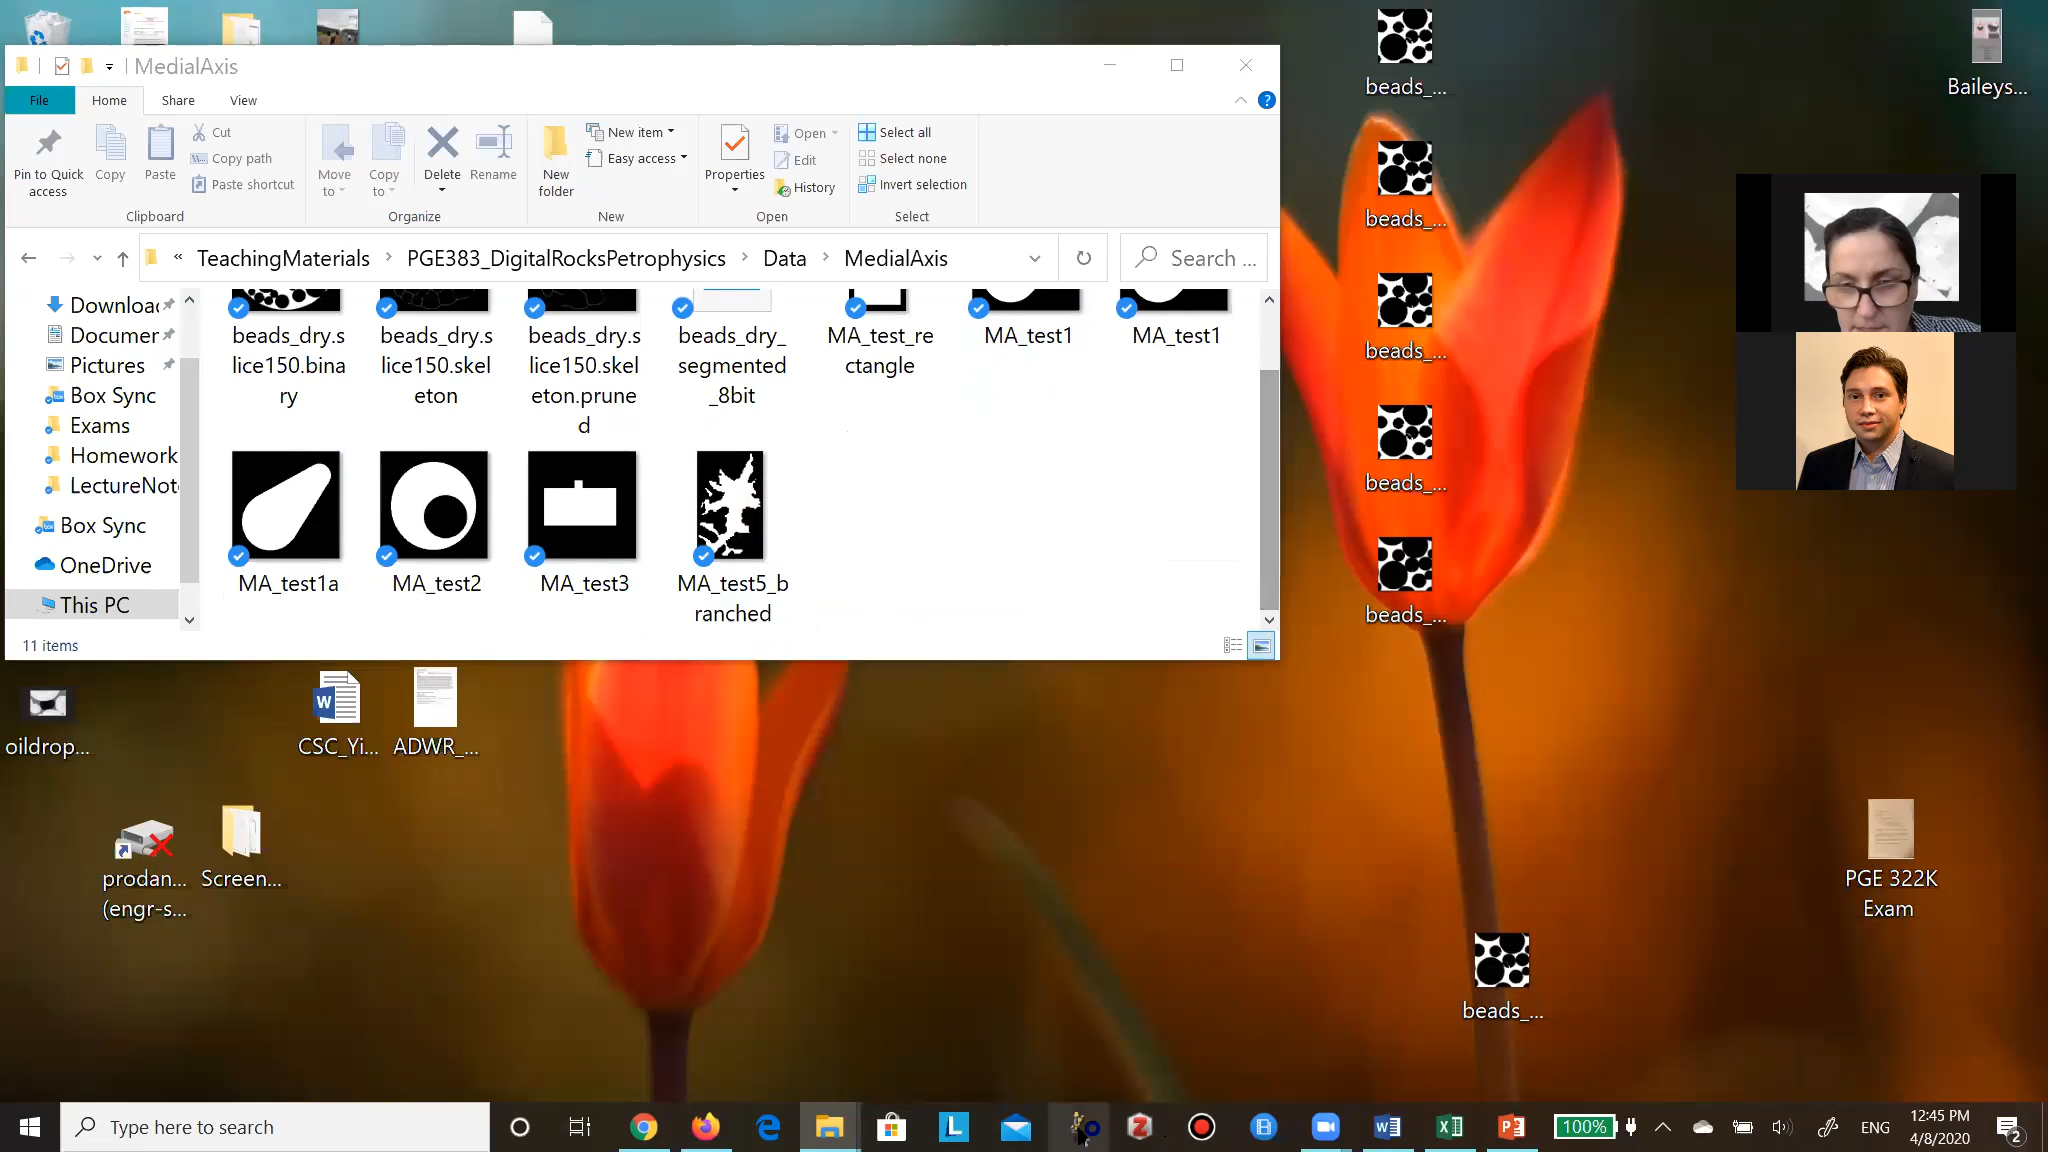 MedialAxis
File
Home
Share
View
Pin to Quick access
Copy
Paste
Cut
Copy path
Paste shortcut
Clipboard
Move to
Copy to
Delete
Rename
Organize
New folder
New item
Easy access
New
Properties
Open
Edit
History
Open
Select all
Select none
Invert selection
Select
« TeachingMaterials > PGE383_DigitalRocksPetrophysics > Data > MedialAxis
Search ...
Documer
Pictures
Box Sync
Exams
Homework
Box Sync
OneDrive
This PC
beads_dry.s
lice150.bina
ry
beads_dry.s
lice150.skel
eton
beads_dry.s
lice150.skel
eton.prune
d
beads_dry_
segmented
_8bit
MA_test_re
ctangle
MA_test1
MA_test1
MA_test1a
MA_test2
MA_test3
MA_test5_b
ranched
11 items
beads_...
beads_...
beads_...
beads_...
beads_...
beads_...
Baileys...
oildrop...
CSC_Yi...
ADWR_...
prodan...
(engr-s...
Screen...
PGE 322K
Exam
Type here to search
100%
ENG
12:45 PM
4/8/2020
2